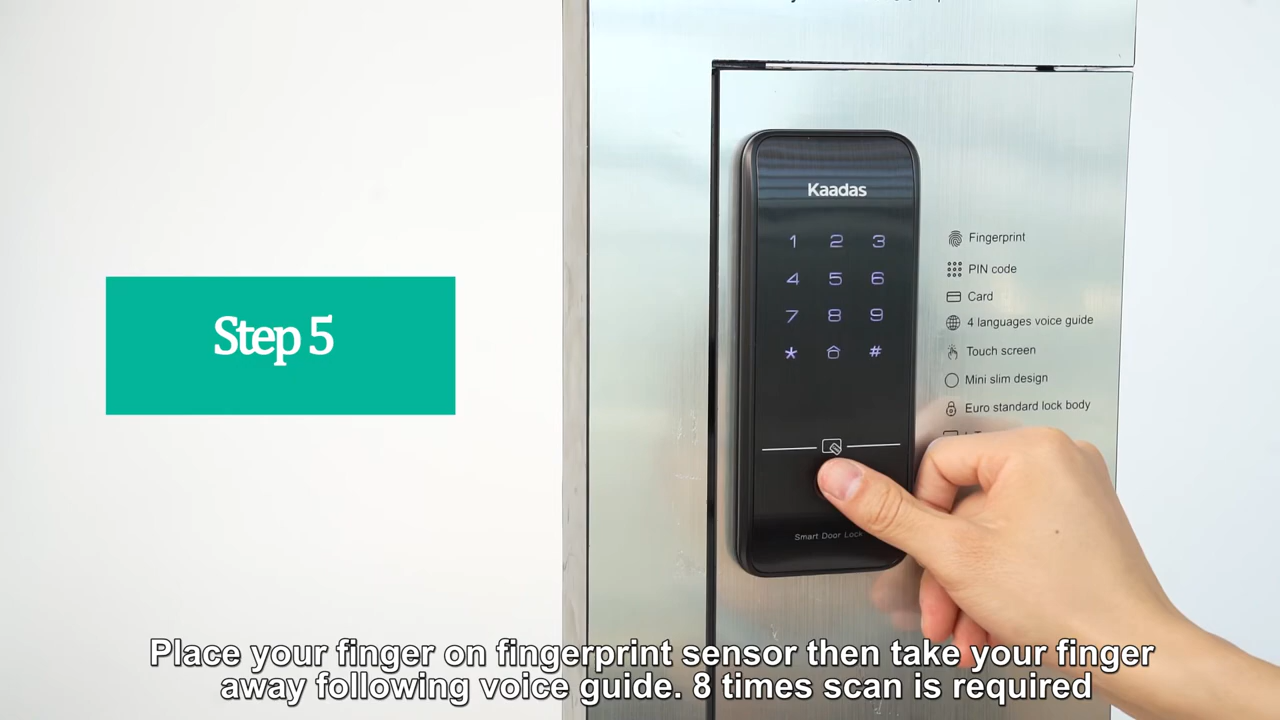 Kaadas
1 2 3
4 5 6
7 8 9
* #
Smart Door Lock
Fingerprint
PIN code
Card
4 languages voice guide
Touch screen
Mini slim design
Euro standard lock body
Step 5
Place your finger on fingerprint sensor then take your finger
away following voice guide. 8 times scan is required